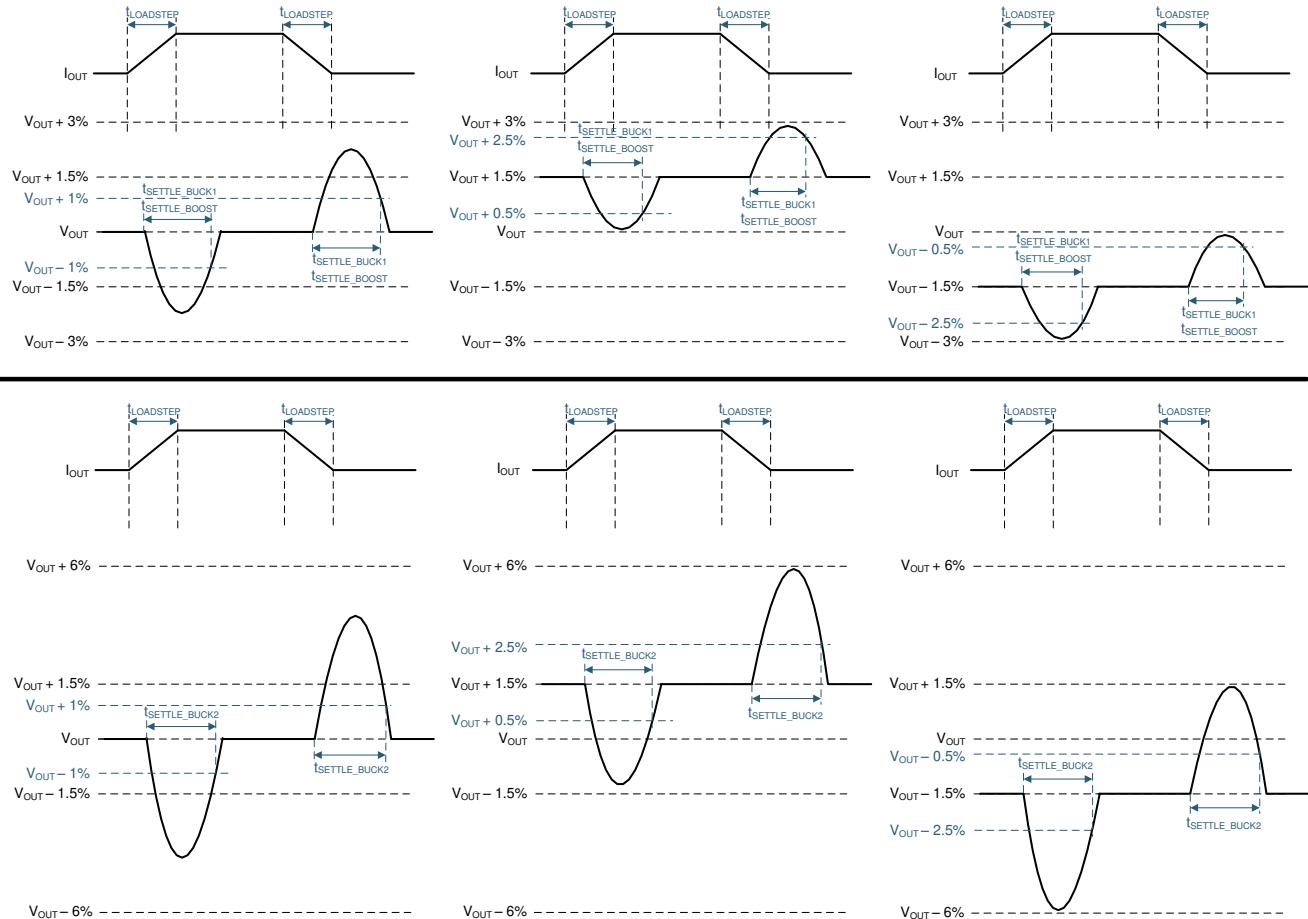 tLOADSTEP
tLOADSTEP
IOUT
VOUT + 3%
VOUT + 1.5%
tSETTLE_BUCK1
VOUT + 1%
tSETTLE_BOOST
VOUT
tSETTLE_BUCK1
VOUT – 1%
tSETTLE_BOOST
VOUT – 1.5%
VOUT – 3%
tLOADSTEP
tLOADSTEP
IOUT
VOUT + 3%
tSETTLE_BUCK1
VOUT + 2.5%
tSETTLE_BOOST
VOUT + 1.5%
tSETTLE_BUCK1
VOUT + 0.5%
tSETTLE_BOOST
VOUT
VOUT – 1.5%
VOUT – 3%
tLOADSTEP
tLOADSTEP
IOUT
VOUT + 3%
VOUT + 1.5%
VOUT
tSETTLE_BUCK1
VOUT – 0.5%
tSETTLE_BOOST
VOUT – 1.5%
tSETTLE_BUCK1
VOUT – 2.5%
tSETTLE_BOOST
VOUT – 3%
tLOADSTEP
tLOADSTEP
IOUT
VOUT + 6%
VOUT + 1.5%
VOUT + 1%
tSETTLE_BUCK2
VOUT
tSETTLE_BUCK2
VOUT – 1%
VOUT – 1.5%
VOUT – 6%
tLOADSTEP
tLOADSTEP
IOUT
VOUT + 6%
VOUT + 2.5%
tSETTLE_BUCK2
VOUT + 1.5%
tSETTLE_BUCK2
VOUT + 0.5%
VOUT
VOUT – 1.5%
VOUT – 6%
tLOADSTEP
tLOADSTEP
IOUT
VOUT + 6%
VOUT + 1.5%
VOUT
VOUT – 0.5%
tSETTLE_BUCK2
VOUT – 1.5%
tSETTLE_BUCK2
VOUT – 2.5%
VOUT – 6%